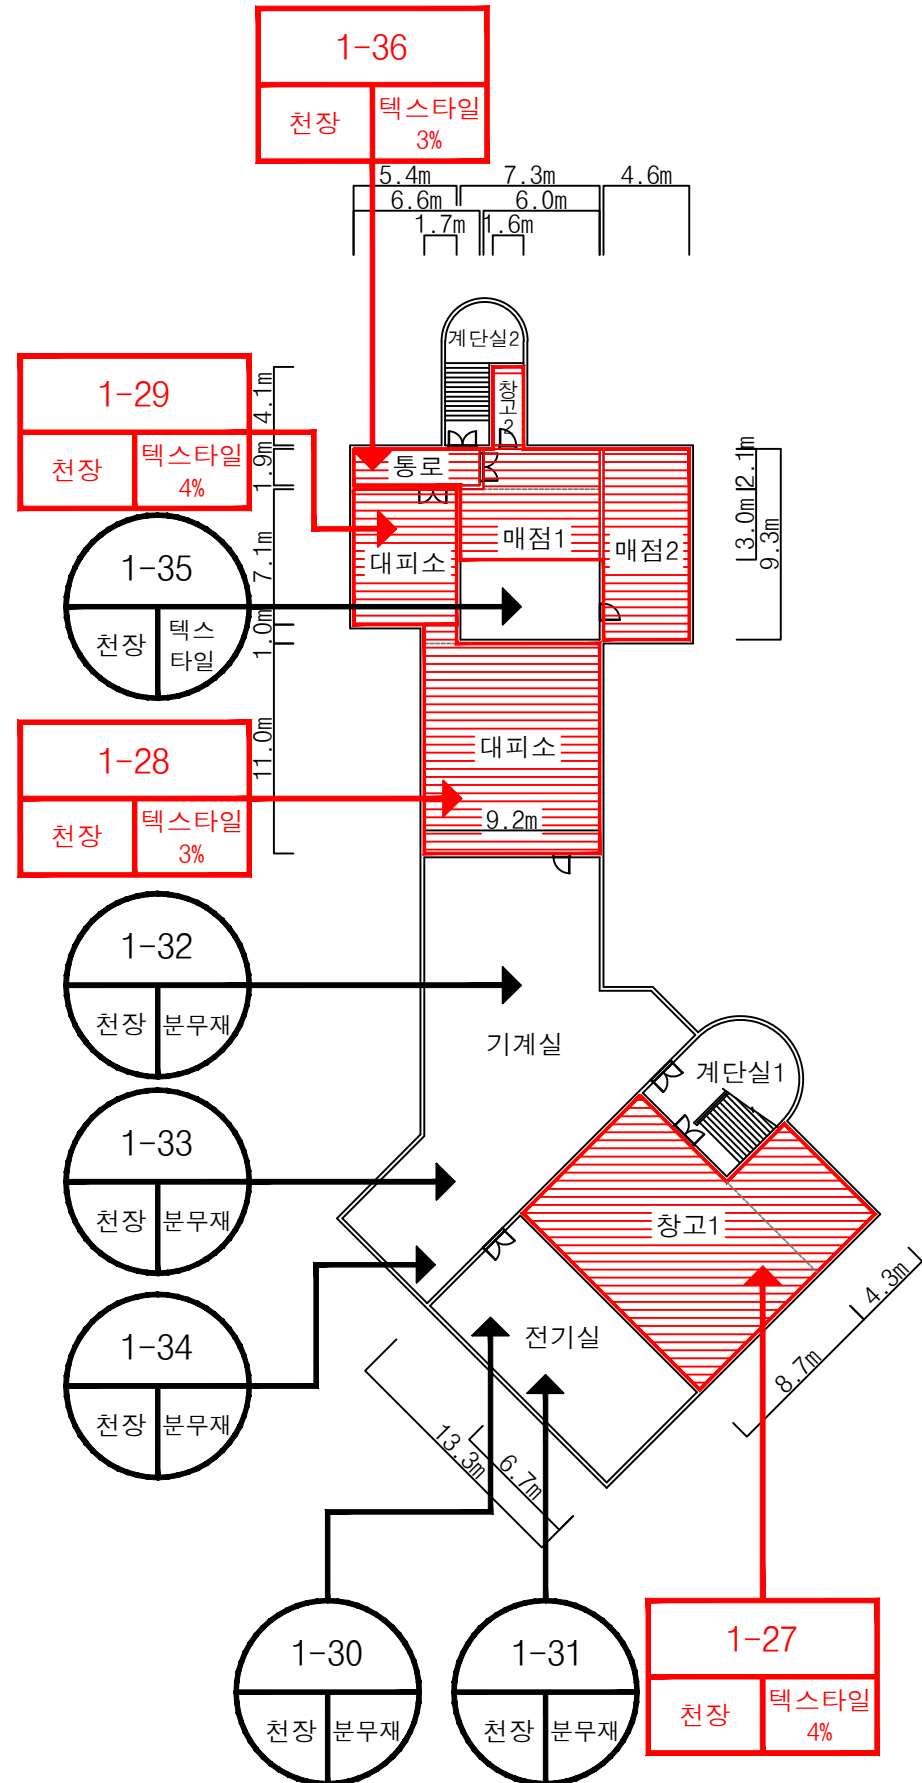 1-36
천장
텍스타일
3%
5.4m
7.3m
4.6m
6.6m
6.0m
1.7m
1.6m
계단실2
창고2
1-29
천장
텍스타일
4%
4.1m
1.9m
7.1m
1.0m
11.0m
통로
매점1
매점2
대피소
2.1m
3.0m
9.3m
1-35
천장
텍스
타일
대피소
9.2m
1-28
천장
텍스타일
3%
1-32
천장
분무재
기계실
계단실1
1-33
천장
분무재
창고1
4.3m
8.7m
1-34
천장
분무재
전기실
13.3m
6.7m
1-30
천장
분무재
1-31
천장
분무재
1-27
천장
텍스타일
4%